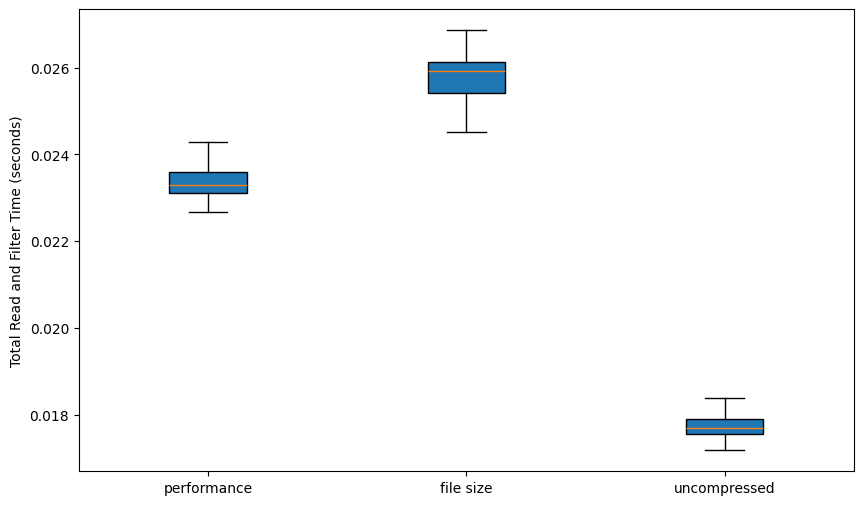 Total Read and Filter Time (seconds)
0.026
0.024
0.022
0.020
0.018
performance
file size
uncompressed